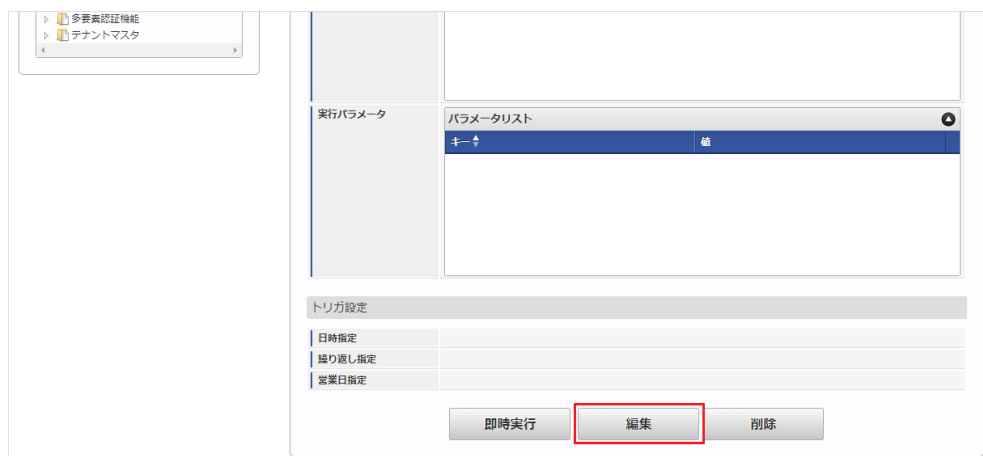 多要素認証機能
テナントマスタ
実行パラメータ
パラメータリスト
キー 値
トリガ設定
日時指定
繰り返し指定
営業日指定
即時実行 編集 削除